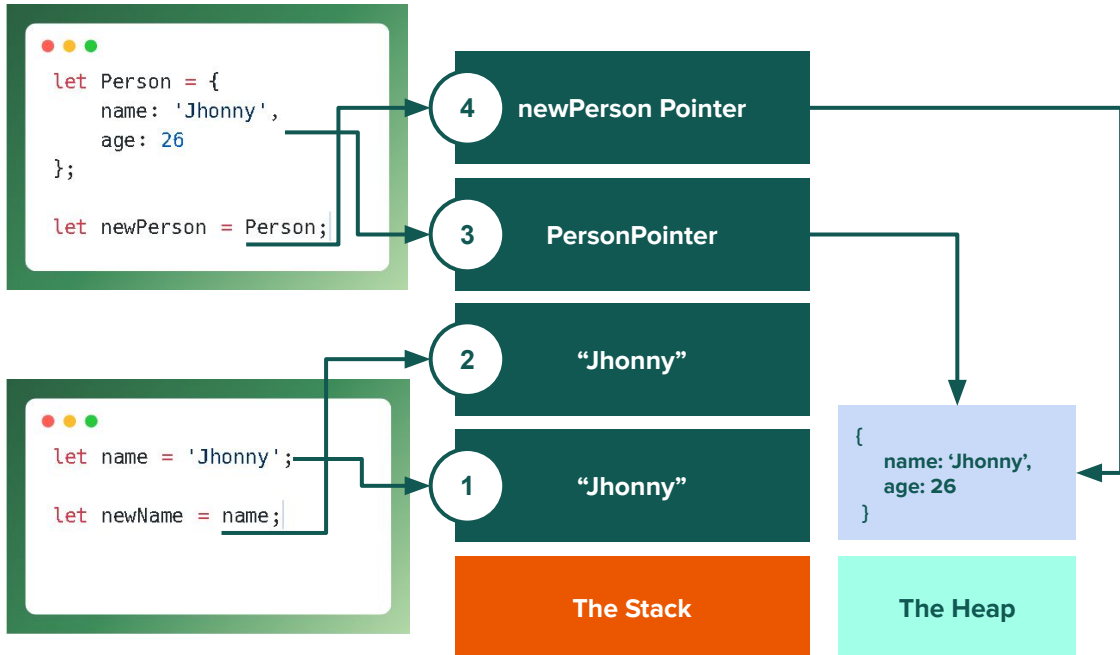 let Person = {
name: 'Jhonny',
age: 26
};
let newPerson = Person;
let name = 'Jhonny';
let newName = name;
4
newPerson Pointer
3
PersonPointer
2
“Jhonny”
1
“Jhonny”
The Stack
{
name: ‘Jhonny’,
age: 26
}
The Heap